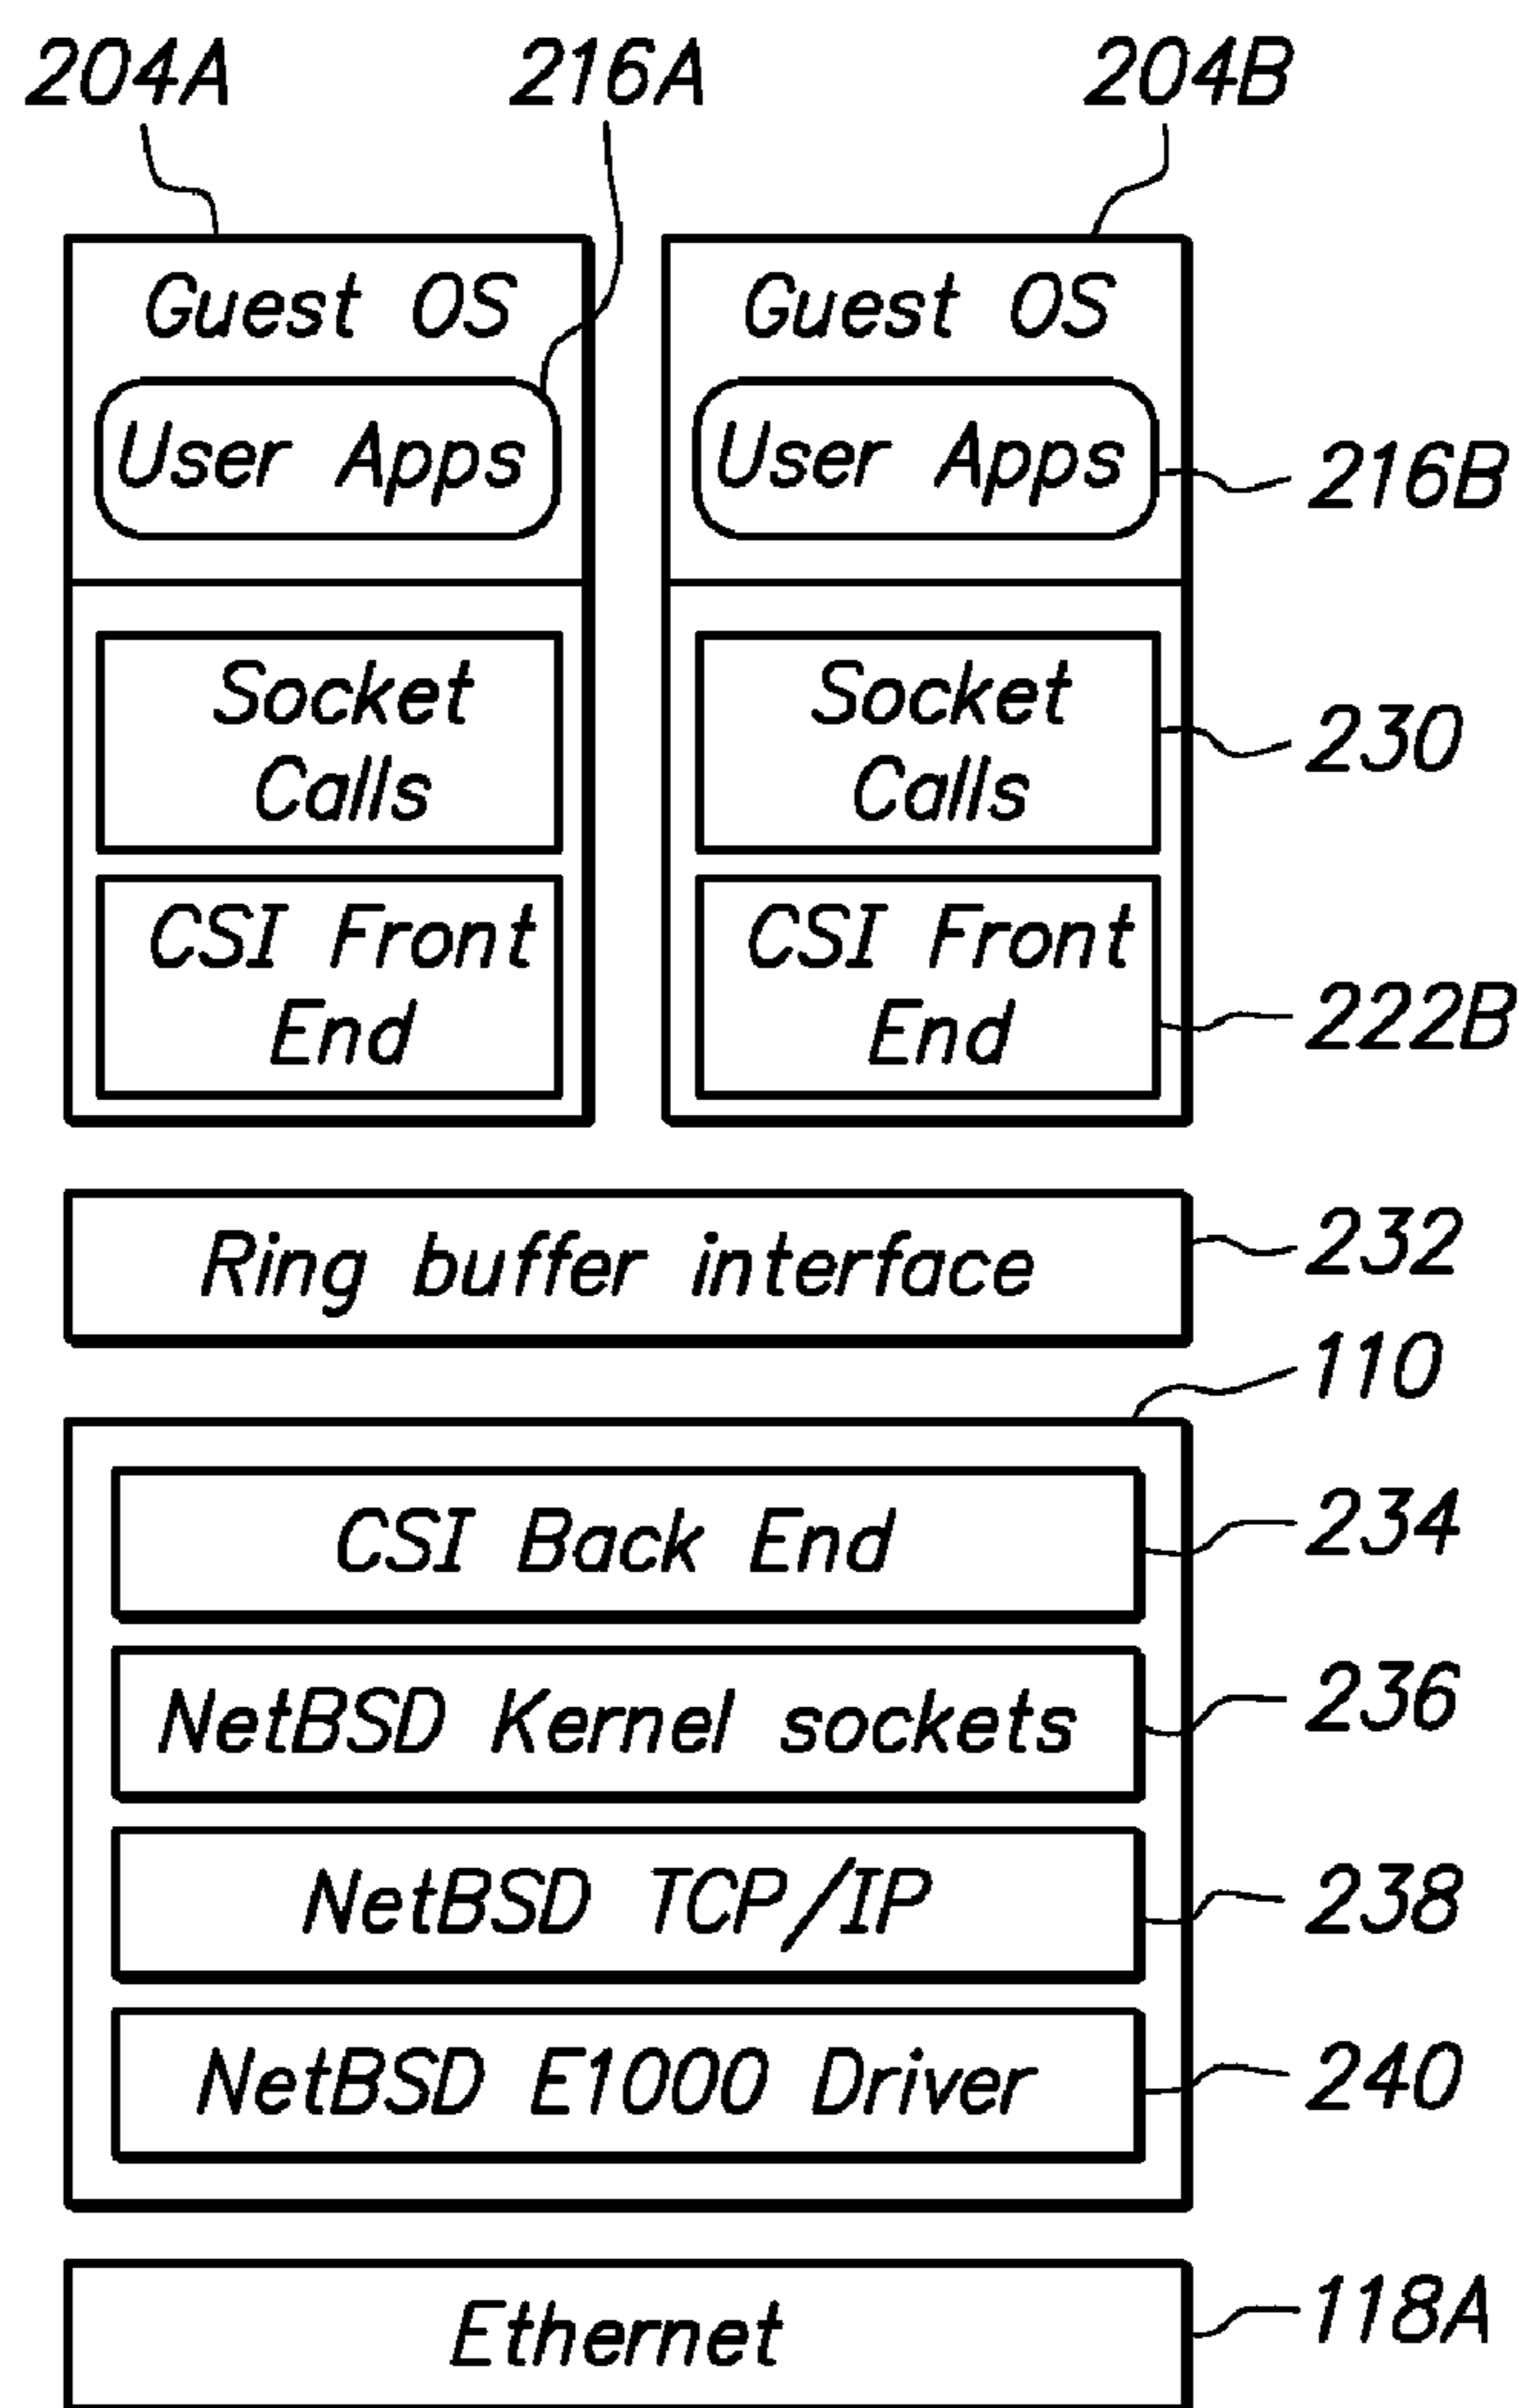 204A 216A 204B
Guest OS Guest OS
User Apps User Apps 216B
Socket Socket
Calls Calls 230
CSI Front CSI Front
End End 222B
Ring buffer interface 232
110
CSI Back End 234
NetBSD Kernel sockets 236
NetBSD TCP/IP 238
NetBSD E1000 Driver 240
Ethernet 118A